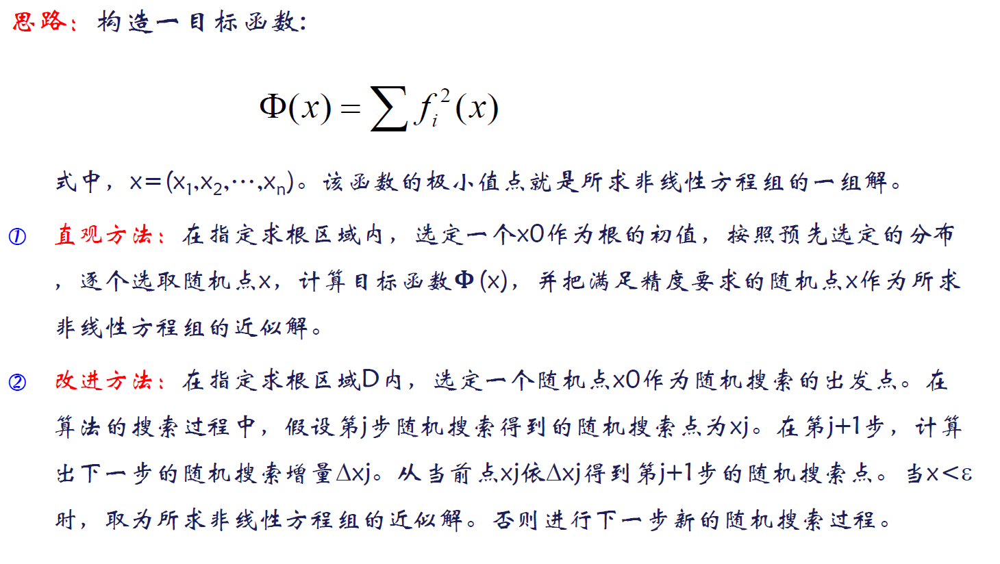 思路：构造一目标函数:
Φ(x) = ∑ f_i^2(x)
式中，x=(x1,x2,…,xn)。该函数的极小值点就是所求非线性方程组的一组解。
① 直观方法：在指定求根区域内，选定一个x0作为根的初值，按照预先选定的分布
，逐个选取随机点x，计算目标函数Φ(x)，并把满足精度要求的随机点x作为所求
非线性方程组的近似解。
② 改进方法：在指定求根区域D内，选定一个随机点x0作为随机搜索的出发点。在
算法的搜索过程中，假设第j步随机搜索得到的随机搜索点为xj。在第j+1步，计算
出下一步的随机搜索增量Δxj。从当前点xj依Δxj得到第j+1步的随机搜索点。当x<ε
时，取为所求非线性方程组的近似解。否则进行下一步新的随机搜索过程。